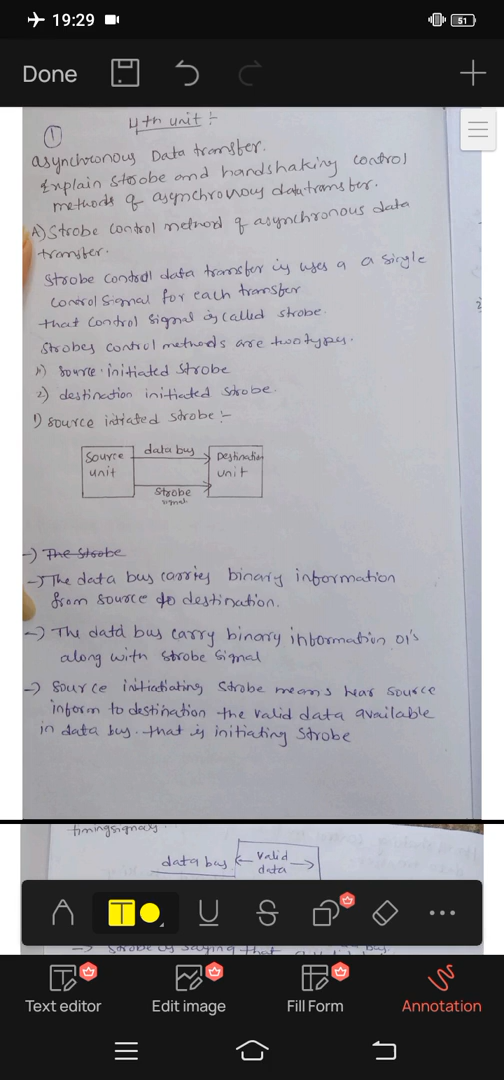 19:29
51
Done
① 4th unit :-
asynchronous Data transfer.
Explain strobe and handshaking control
methods of asynchronous data transfer.
A) Strobe control method of asynchronous data
transfer.
Strobe control data transfer is uses a a single
control signal for each transfer
that control signal is called strobe.
Strobes control methods are two types.
1) source initiated strobe
2) destination initiated strobe.
1) source intiated strobe :-
Source unit
data bus
Destination unit
Strobe signal
-) The Strobe
-) The data bus carries binary information
from source to destination.
-) The data bus carry binary information 01's
along with strobe signal
-) Source initiatiating strobe means
source
inform to destination the valid data available
in data bus. that is initiating strobe
timing signals
data bus
valid data
strobe is saying that
bus.
Text editor
Edit image
Fill Form
Annotation